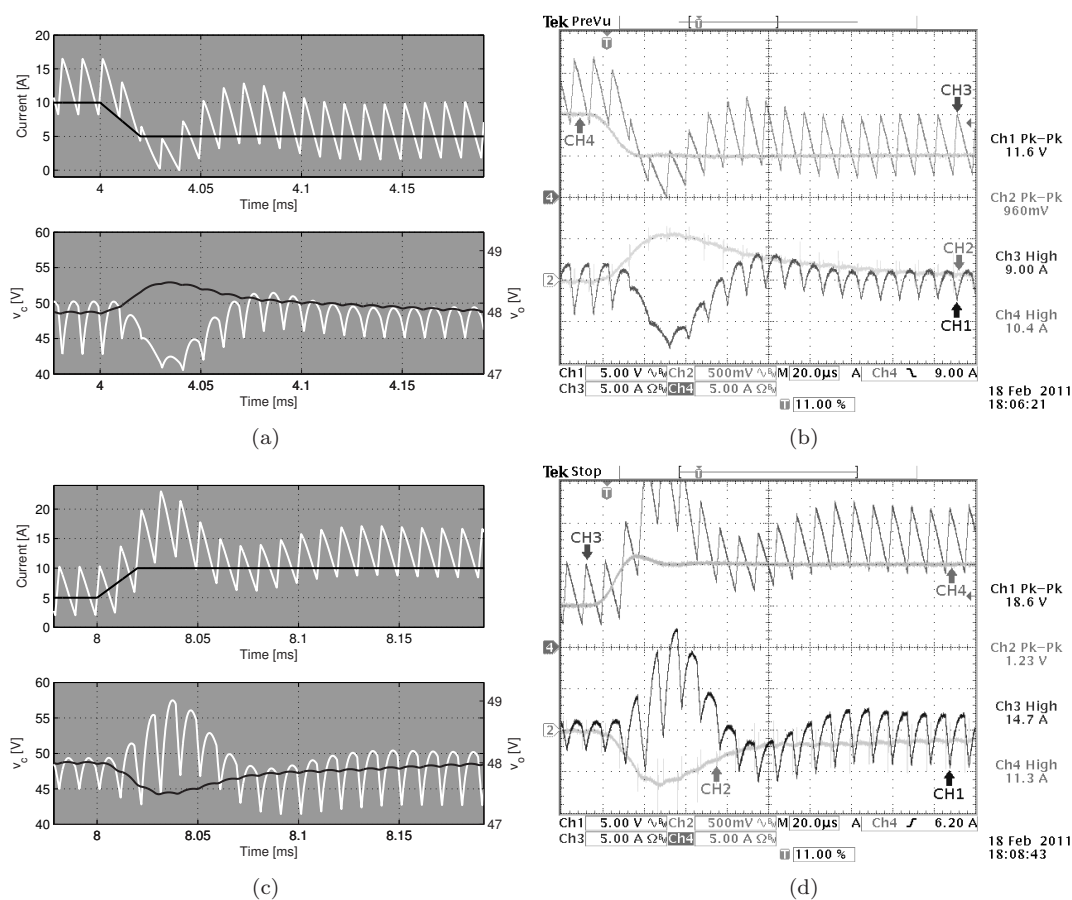 20
15
10
5
0
Current [A]
4
4.05
4.1
4.15
Time [ms]
60
55
50
45
40
v_c [V]
49
48
47
v_o [V]
4
4.05
4.1
4.15
Time [ms]
(a)
Tek PreVu
T
CH3
CH4
4
2
CH2
CH1
Ch1 Pk-Pk
11.6 V
Ch2 Pk-Pk
960mV
Ch3 High
9.00 A
Ch4 High
10.4 A
Ch1 5.00 V Ch2 500mV M 20.0µs A Ch4 9.00 A
Ch3 5.00 A Ω Ch4 5.00 A Ω
T 11.00 %
18 Feb 2011
18:06:21
(b)
20
15
10
5
0
Current [A]
8
8.05
8.1
8.15
Time [ms]
60
55
50
45
40
v_c [V]
49
48
47
v_o [V]
8
8.05
8.1
8.15
Time [ms]
(c)
Tek Stop
T
CH3
CH4
4
2
CH2
CH1
Ch1 Pk-Pk
18.6 V
Ch2 Pk-Pk
1.23 V
Ch3 High
14.7 A
Ch4 High
11.3 A
Ch1 5.00 V Ch2 500mV M 20.0µs A Ch4 6.20 A
Ch3 5.00 A Ω Ch4 5.00 A Ω
T 11.00 %
18 Feb 2011
18:08:43
(d)